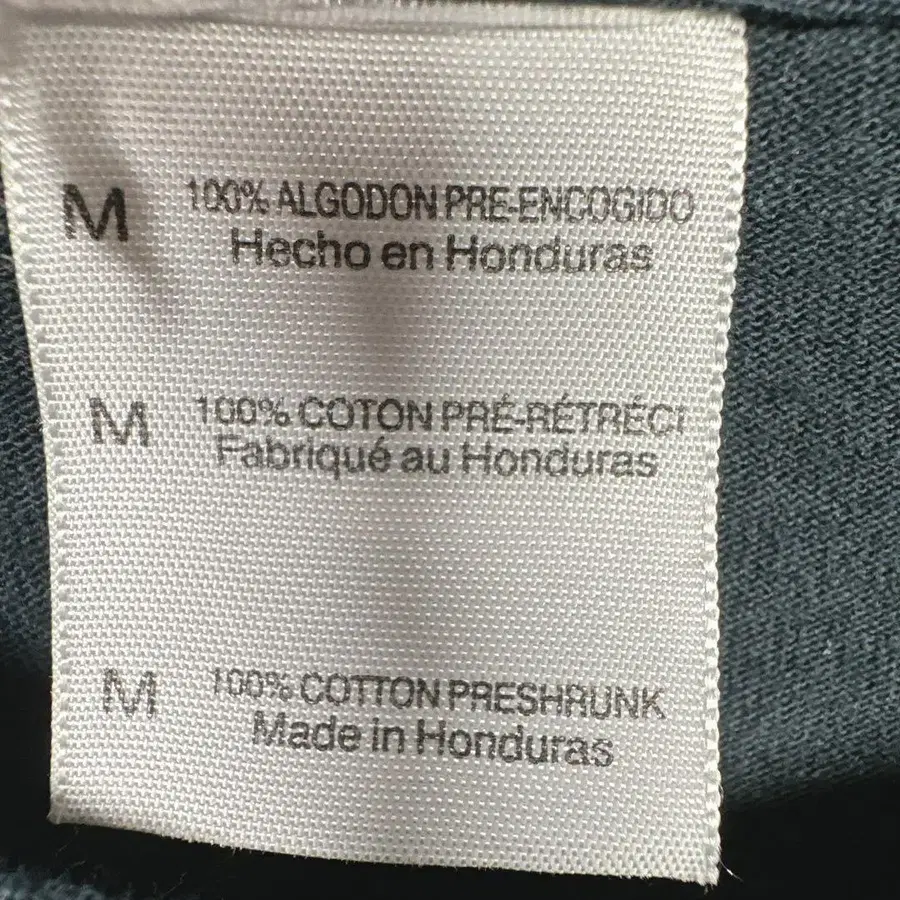 M 100% ALGODON PRE-ENCOGIDO
Hecho en Honduras
M 100% COTON PRÉ-RÉTRÉCI
Fabriqué au Honduras
M 100% COTTON PRESHRUNK
Made in Honduras